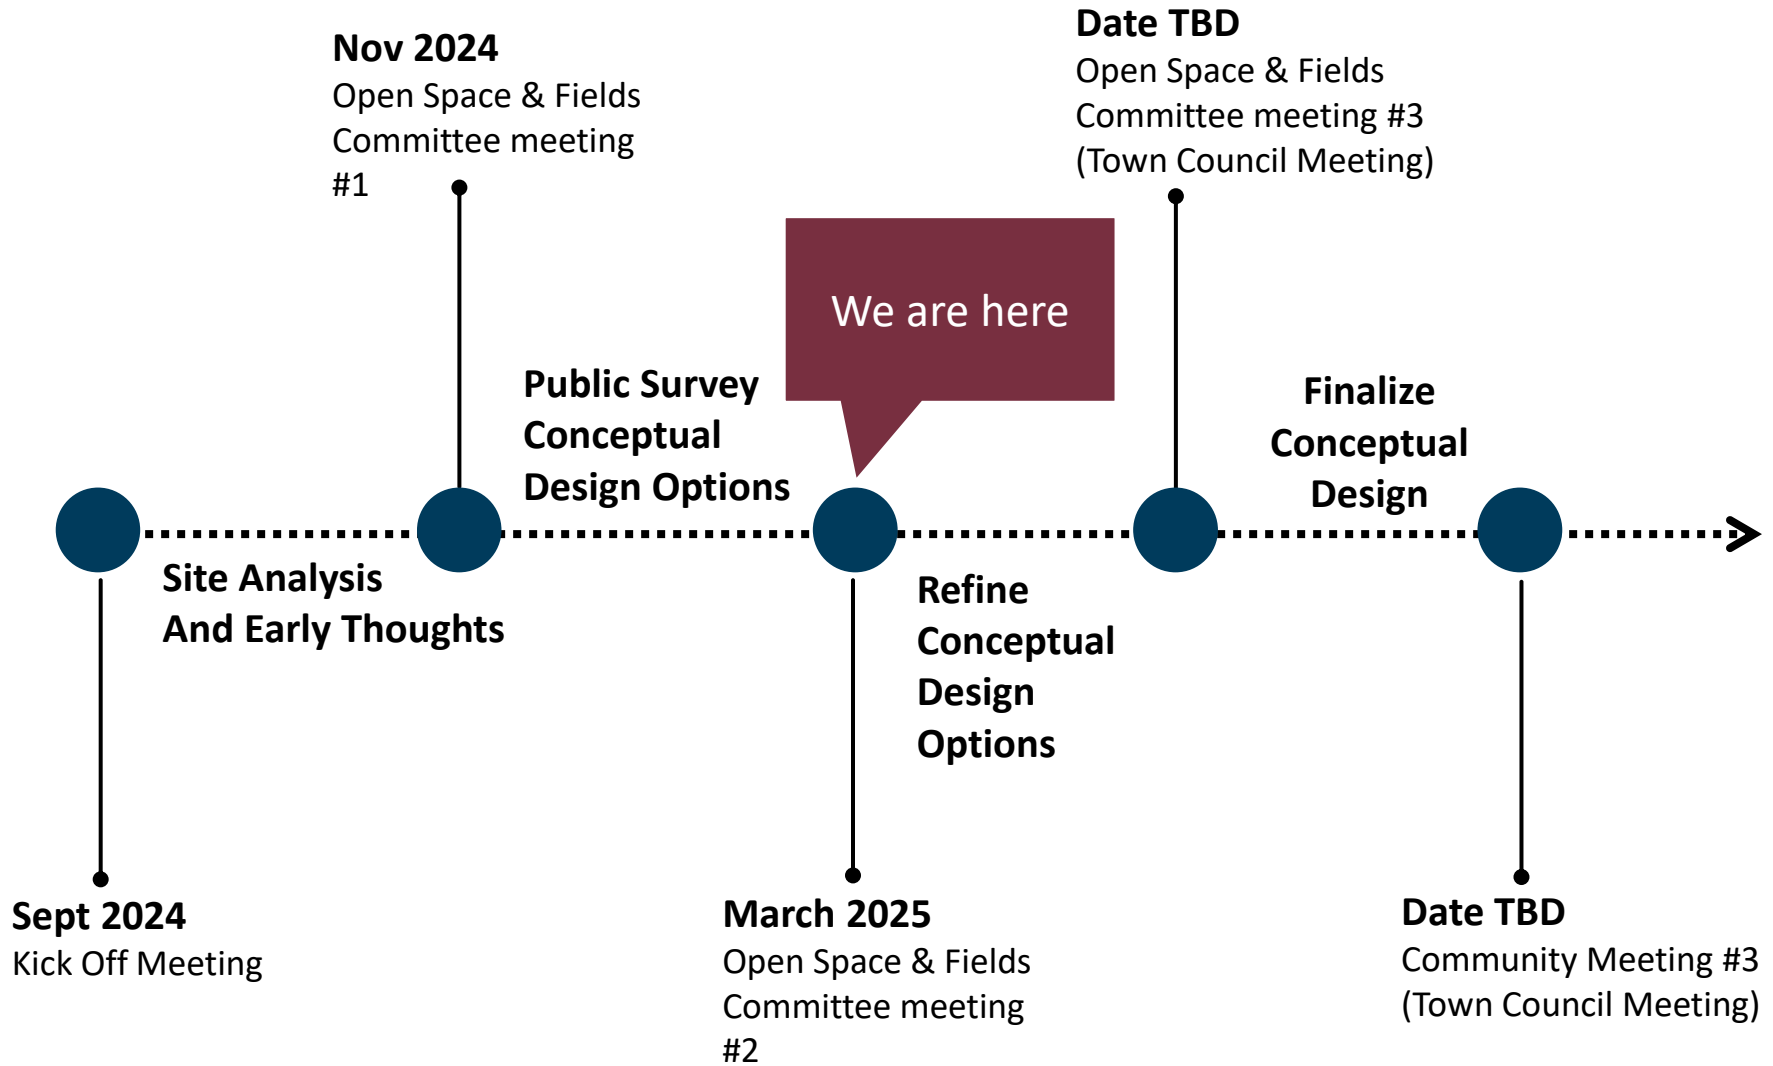 Nov 2024
Open Space & Fields
Committee meeting
#1
Date TBD
Open Space & Fields
Committee meeting #3
(Town Council Meeting)
We are here
Public Survey
Conceptual
Design Options
Finalize
Conceptual
Design
Site Analysis
And Early Thoughts
Refine
Conceptual
Design
Options
Sept 2024
Kick Off Meeting
March 2025
Open Space & Fields
Committee meeting
#2
Date TBD
Community Meeting #3
(Town Council Meeting)